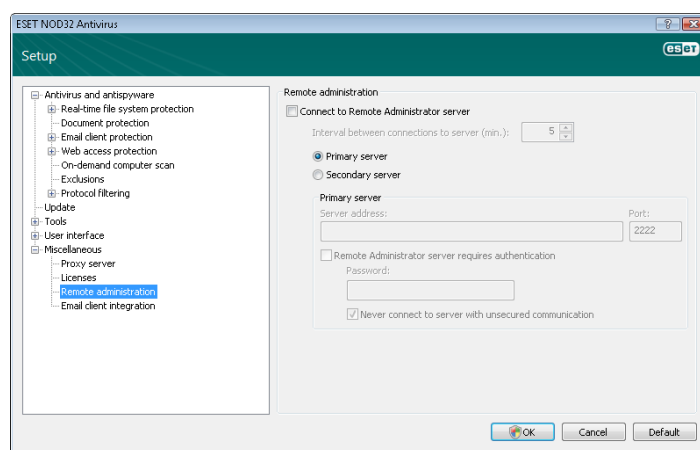 ESET NOD32 Antivirus
Setup
eset
Antivirus and antispyware
Real-time file system protection
Document protection
Email client protection
Web access protection
On-demand computer scan
Exclusions
Protocol filtering
Update
Tools
User interface
Miscellaneous
Proxy server
Licenses
Remote administration
Email client integration
Remote administration
Connect to Remote Administrator server
Interval between connections to server (min.): 5
Primary server
Secondary server
Primary server
Server address: Port:
2222
Remote Administrator server requires authentication
Password:
Never connect to server with unsecured communication
OK Cancel Default